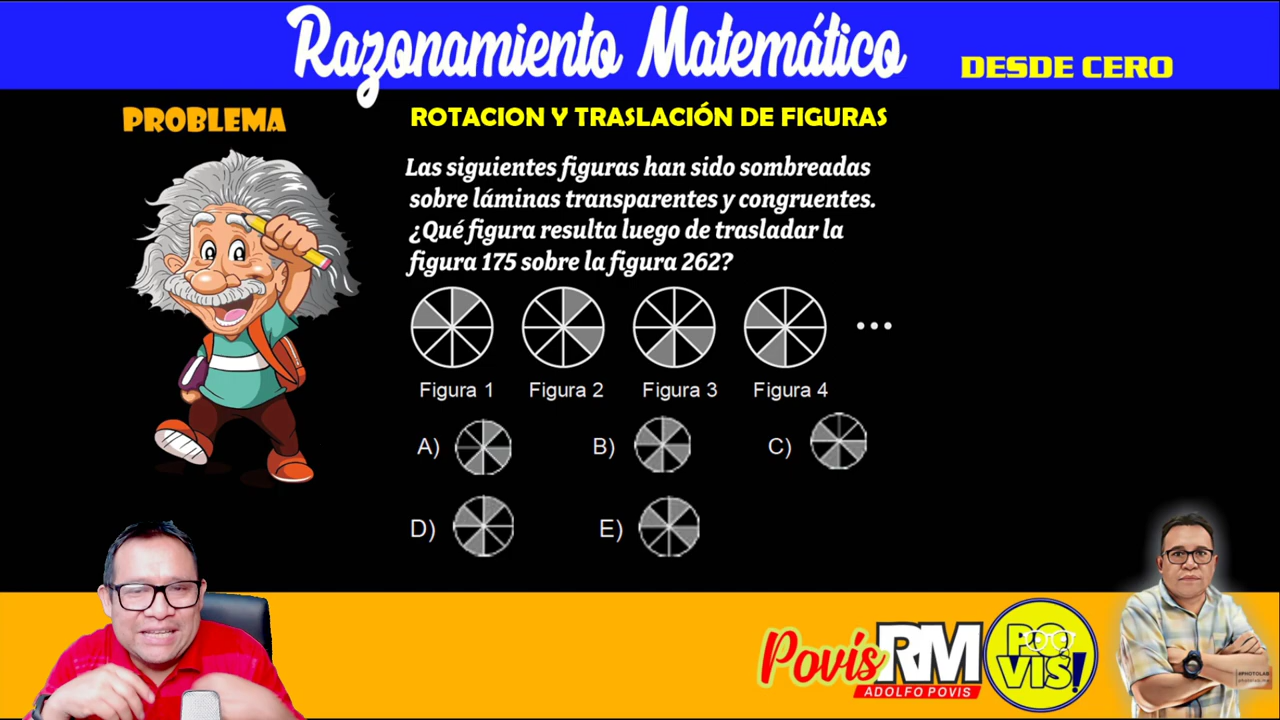 Razonamiento Matemático
DESDE CERO
PROBLEMA
ROTACION Y TRASLACIÓN DE FIGURAS
Las siguientes figuras han sido sombreadas
sobre láminas transparentes y congruentes.
¿Qué figura resulta luego de trasladar la
figura 175 sobre la figura 262?
...
Figura 1 Figura 2 Figura 3 Figura 4
A) B) C)
D) E)
Povis RM
ADOLFO POVIS
POVIS!
#PHOTOLAB